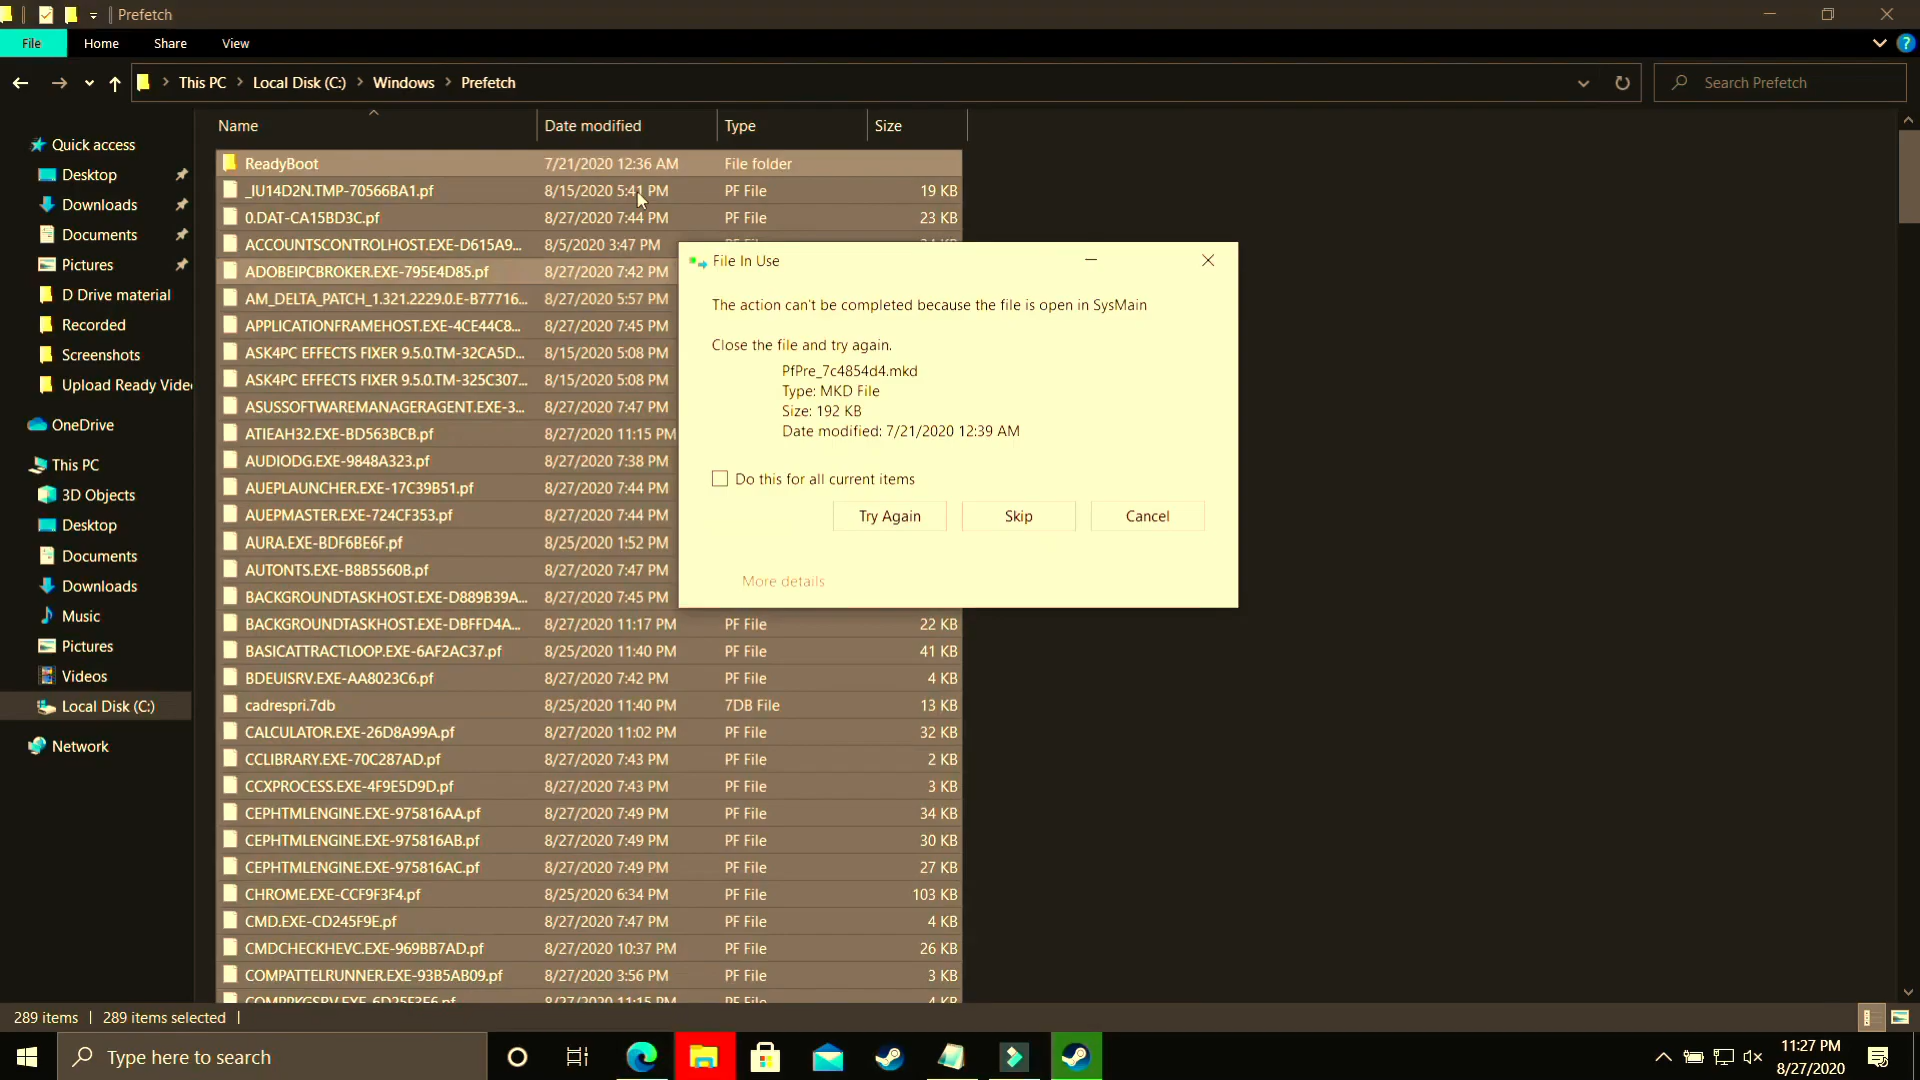 Prefetch
File Home Share View
This PC Local Disk (C:) Windows Prefetch
Search Prefetch
Name Date modified Type Size
Quick access
Desktop
Downloads
Documents
Pictures
D Drive material
Recorded
Screenshots
Upload Ready Vide
OneDrive
This PC
3D Objects
Desktop
Documents
Downloads
Music
Pictures
Videos
Local Disk (C:)
Network
ReadyBoot 7/21/2020 12:36 AM File folder
_IU14D2N.TMP-70566BA1.pf 8/15/2020 5:41 PM PF File 19 KB
0.DAT-CA15BD3C.pf 8/27/2020 7:44 PM PF File 23 KB
ACCOUNTSCONTROLHOST.EXE-D615A9... 8/5/2020 3:47 PM
ADOBEIPCBROKER.EXE-795E4D85.pf 8/27/2020 7:42 PM
AM_DELTA_PATCH_1.321.2229.0.E-B77716... 8/27/2020 5:57 PM
APPLICATIONFRAMEHOST.EXE-4CE44C8... 8/27/2020 7:45 PM
ASK4PC EFFECTS FIXER 9.5.0.TM-32CA5D... 8/15/2020 5:08 PM
ASK4PC EFFECTS FIXER 9.5.0.TM-325C307... 8/15/2020 5:08 PM
ASUSSOFTWAREMANAGERAGENT.EXE-3... 8/27/2020 7:47 PM
ATIEAH32.EXE-BD563BCB.pf 8/27/2020 11:15 PM
AUDIODG.EXE-9848A323.pf 8/27/2020 7:38 PM
AUEPLAUNCHER.EXE-17C39B51.pf 8/27/2020 7:44 PM
AUEPMASTER.EXE-724CF353.pf 8/27/2020 7:44 PM
AURA.EXE-BDF6BE6F.pf 8/25/2020 1:52 PM
AUTONTS.EXE-B8B5560B.pf 8/27/2020 7:47 PM
BACKGROUNDTASKHOST.EXE-D889B39A... 8/27/2020 7:45 PM
BACKGROUNDTASKHOST.EXE-DBFFD4A... 8/27/2020 11:17 PM PF File 22 KB
BASICATTRACTLOOP.EXE-6AF2AC37.pf 8/25/2020 11:40 PM PF File 41 KB
BDEUISRV.EXE-AA8023C6.pf 8/27/2020 7:42 PM PF File 4 KB
cadrespri.7db 8/25/2020 11:40 PM 7DB File 13 KB
CALCULATOR.EXE-26D8A99A.pf 8/27/2020 11:02 PM PF File 32 KB
CCLIBRARY.EXE-70C287AD.pf 8/27/2020 7:43 PM PF File 2 KB
CCXPROCESS.EXE-4F9E5D9D.pf 8/27/2020 7:43 PM PF File 3 KB
CEPHTMLENGINE.EXE-975816AA.pf 8/27/2020 7:49 PM PF File 34 KB
CEPHTMLENGINE.EXE-975816AB.pf 8/27/2020 7:49 PM PF File 30 KB
CEPHTMLENGINE.EXE-975816AC.pf 8/27/2020 7:49 PM PF File 27 KB
CHROME.EXE-CCF9F3F4.pf 8/25/2020 6:34 PM PF File 103 KB
CMD.EXE-CD245F9E.pf 8/27/2020 7:47 PM PF File 4 KB
CMDCHECKHEVC.EXE-969BB7AD.pf 8/27/2020 10:37 PM PF File 26 KB
COMPATTELRUNNER.EXE-93B5AB09.pf 8/27/2020 3:56 PM PF File 3 KB
8/27/2020 11:15 PM PF File 4 KB
File In Use
The action can't be completed because the file is open in SysMain
Close the file and try again.
PfPre_7c4854d4.mkd
Type: MKD File
Size: 192 KB
Date modified: 7/21/2020 12:39 AM
Do this for all current items
Try Again Skip Cancel
More details
289 items 289 items selected
Type here to search
11:27 PM
8/27/2020